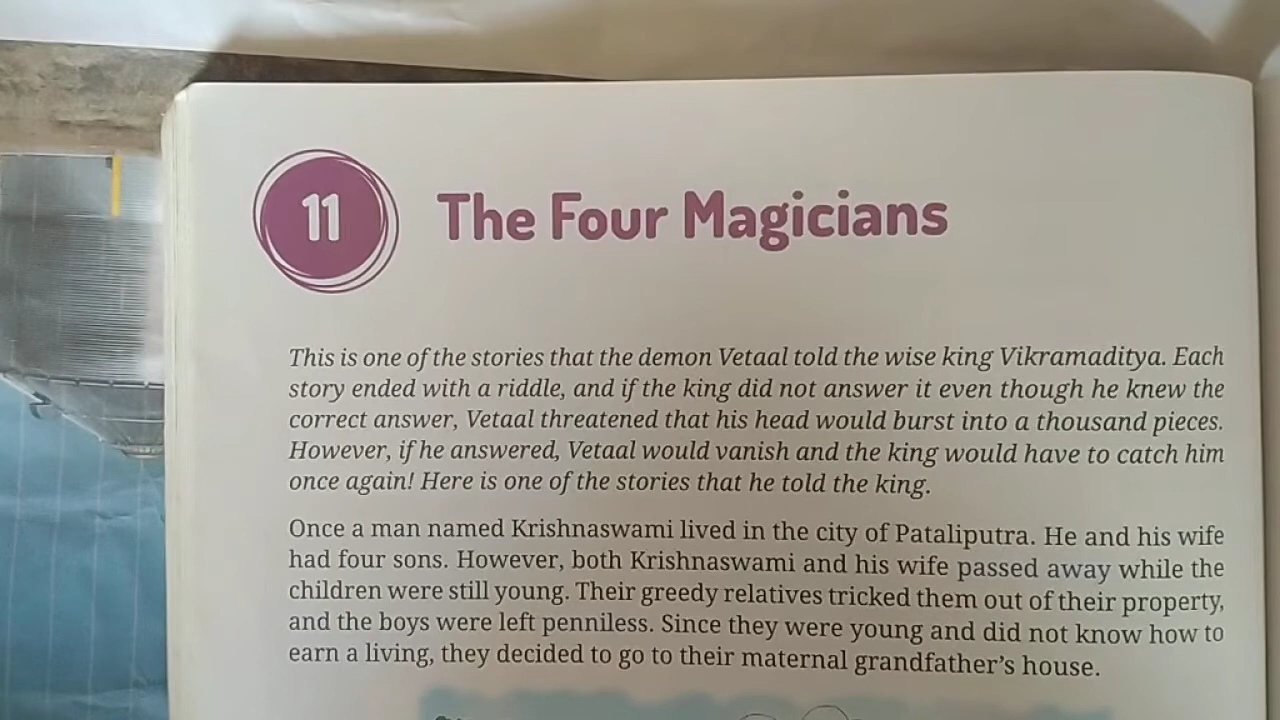 11
The Four Magicians
This is one of the stories that the demon Vetaal told the wise king Vikramaditya. Each
story ended with a riddle, and if the king did not answer it even though he knew the
correct answer, Vetaal threatened that his head would burst into a thousand pieces.
However, if he answered, Vetaal would vanish and the king would have to catch him
once again! Here is one of the stories that he told the king.
Once a man named Krishnaswami lived in the city of Pataliputra. He and his wife
had four sons. However, both Krishnaswami and his wife passed away while the
children were still young. Their greedy relatives tricked them out of their property,
and the boys were left penniless. Since they were young and did not know how to
earn a living, they decided to go to their maternal grandfather's house.